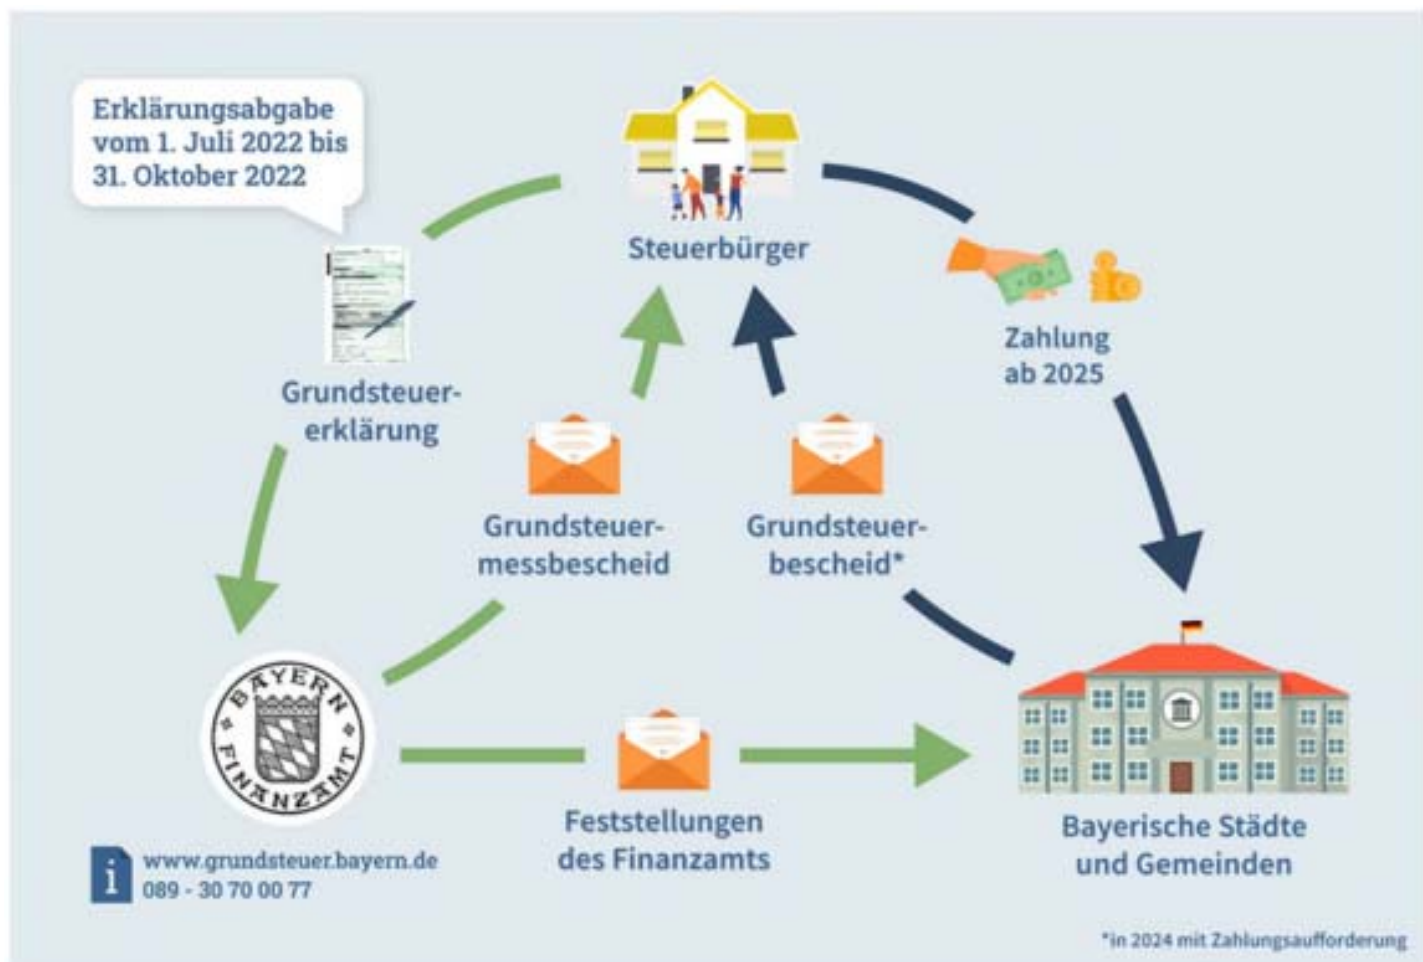 Erklärungsabgabe
vom 1. Juli 2022 bis
31. Oktober 2022
Steuerbürger
Grundsteuer-
erklärung
Zahlung
ab 2025
Grundsteuer-
messbescheid
Grundsteuer-
bescheid*
BAYERN
FINANZAMT
Feststellungen
des Finanzamts
Bayerische Städte
und Gemeinden
i
www.grundsteuer.bayern.de
089 - 30 70 00 77
*in 2024 mit Zahlungsaufforderung